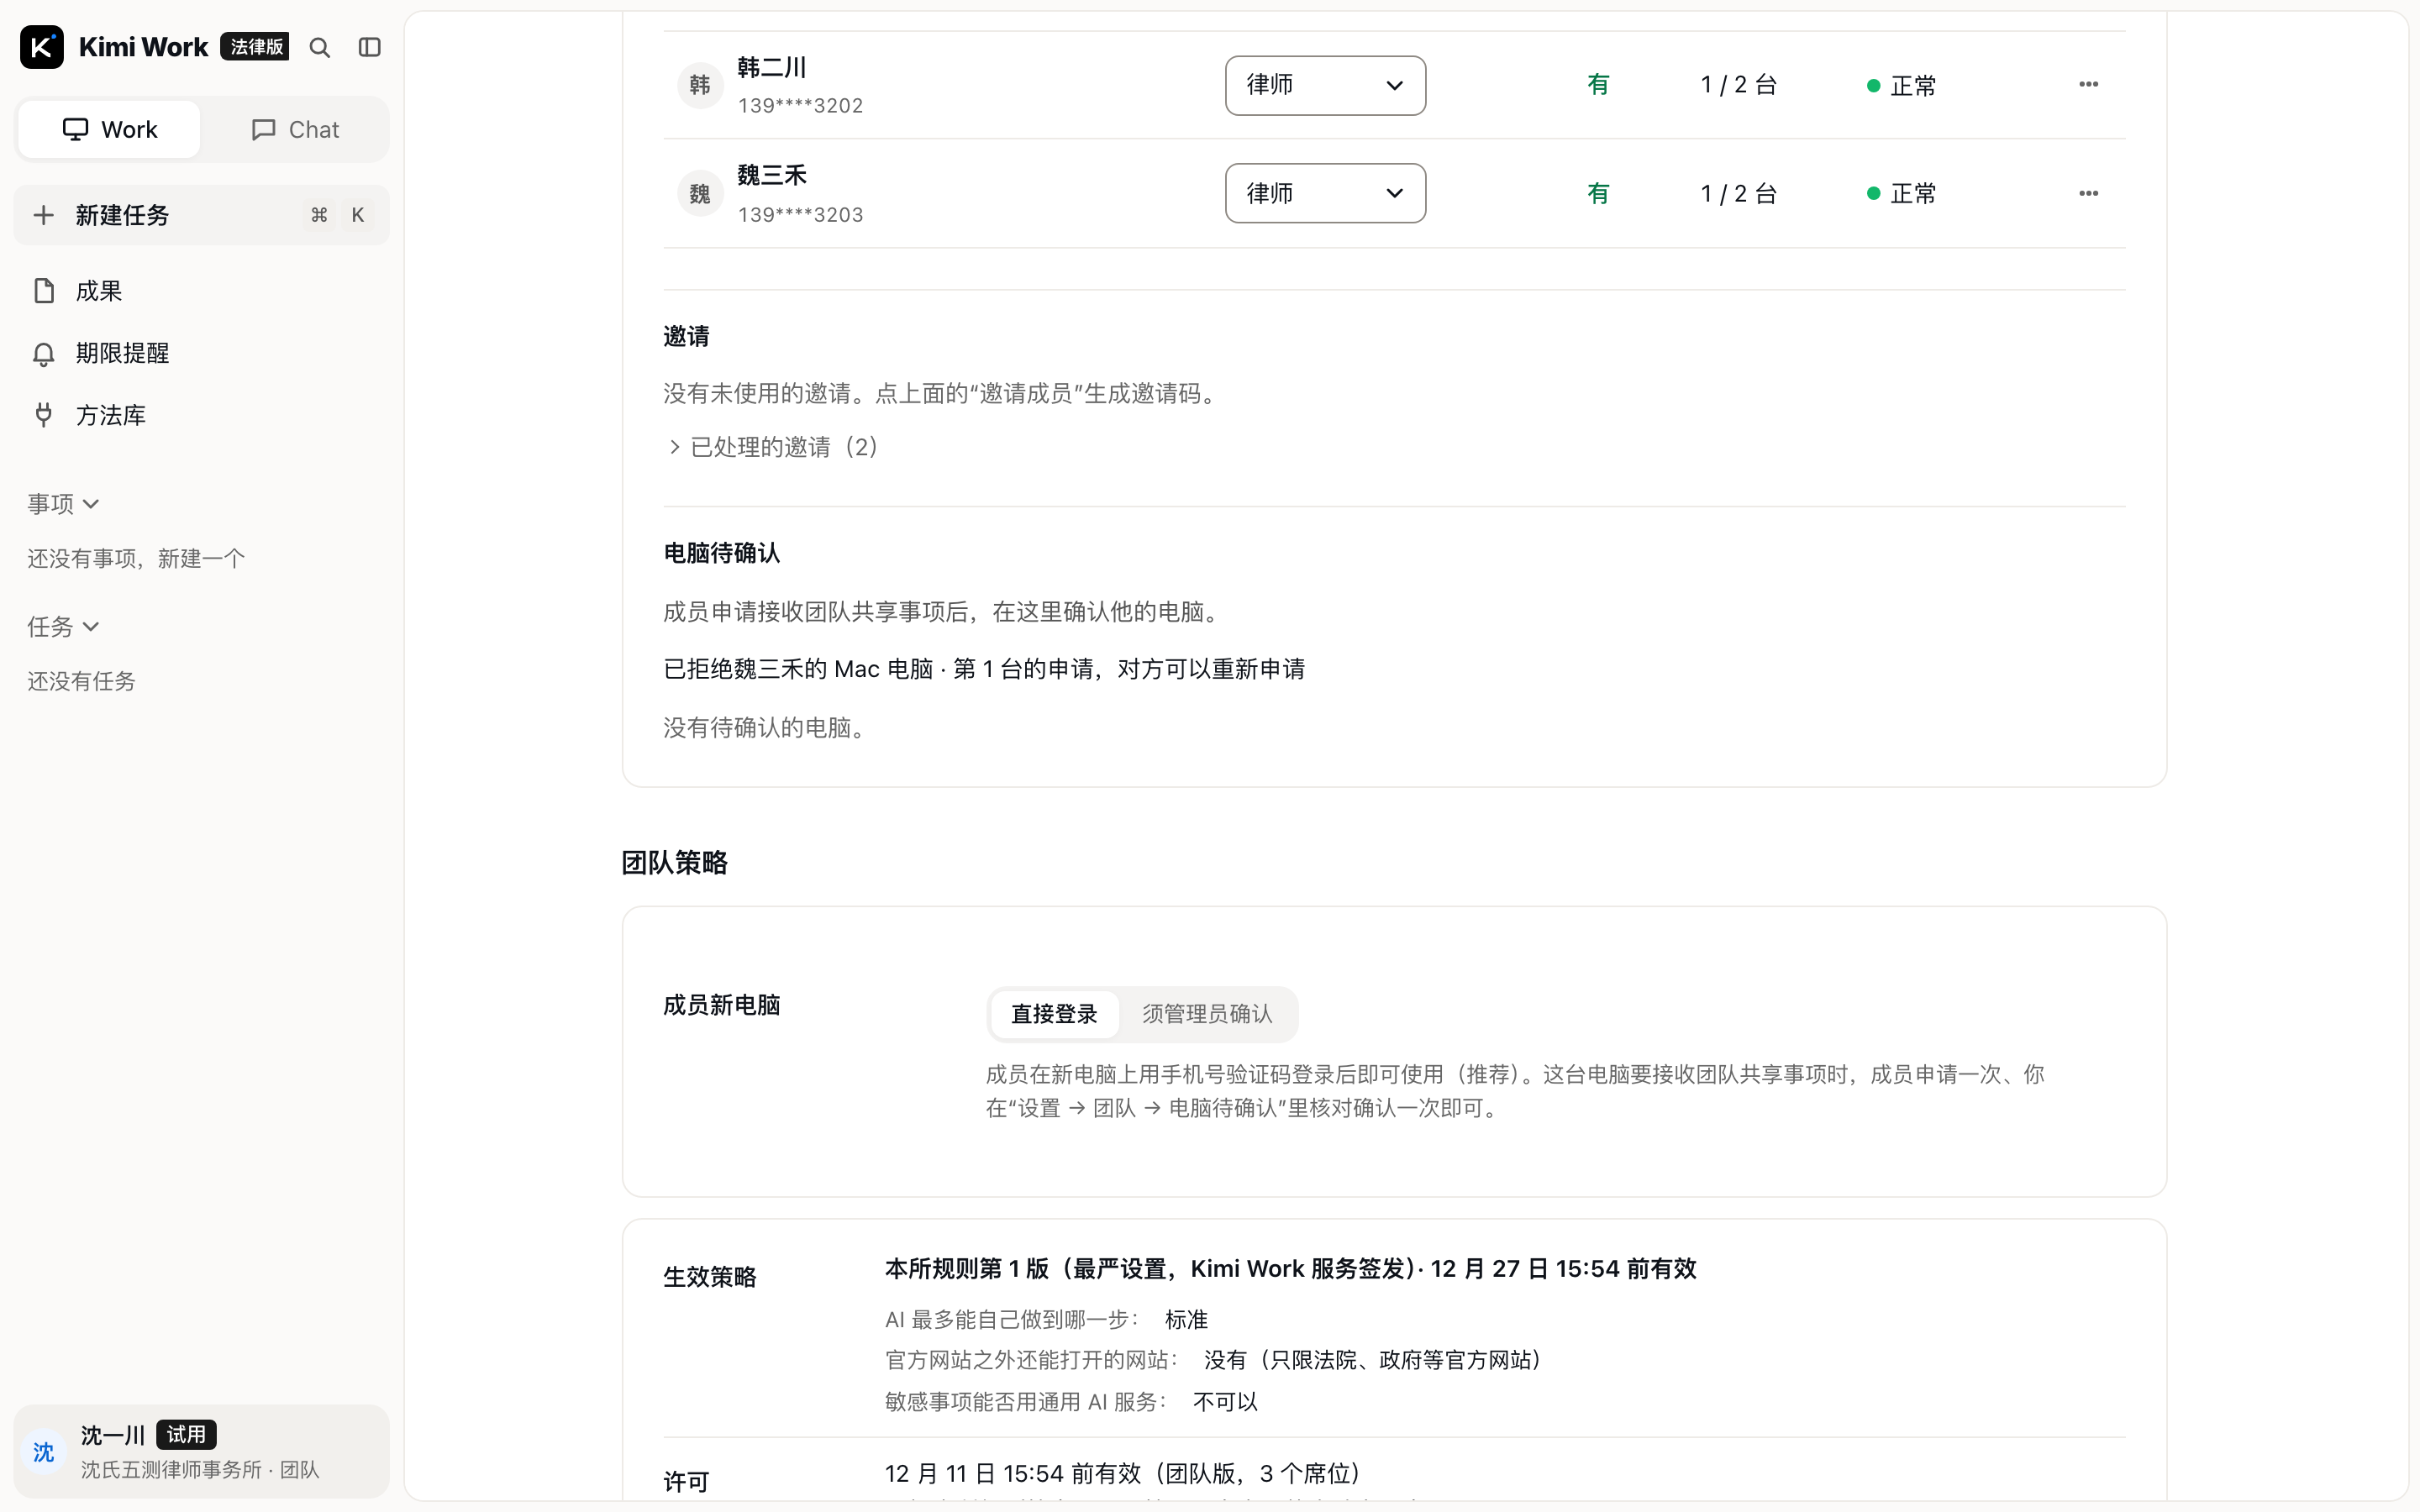 Kimi Work 法律版
Work Chat
新建任务 ⌘ K
成果
期限提醒
方法库
事项
还没有事项，新建一个
任务
还没有任务
沈 沈一川 试用
沈氏五测律师事务所 · 团队
韩 韩二川 律师 有 1 / 2 台 正常
139****3202
魏 魏三禾 律师 有 1 / 2 台 正常
139****3203
邀请
没有未使用的邀请。点上面的“邀请成员”生成邀请码。
已处理的邀请（2）
电脑待确认
成员申请接收团队共享事项后，在这里确认他的电脑。
已拒绝魏三禾的 Mac 电脑 · 第 1 台的申请，对方可以重新申请
没有待确认的电脑。
团队策略
成员新电脑 直接登录 须管理员确认
成员在新电脑上用手机号验证码登录后即可使用（推荐）。这台电脑要接收团队共享事项时，成员申请一次、你
在“设置 → 团队 → 电脑待确认”里核对确认一次即可。
生效策略 本所规则第 1 版（最严设置，Kimi Work 服务签发）· 12 月 27 日 15:54 前有效
AI 最多能自己做到哪一步： 标准
官方网站之外还能打开的网站： 没有（只限法院、政府等官方网站）
敏感事项能否用通用 AI 服务： 不可以
许可 12 月 11 日 15:54 前有效（团队版，3 个席位）